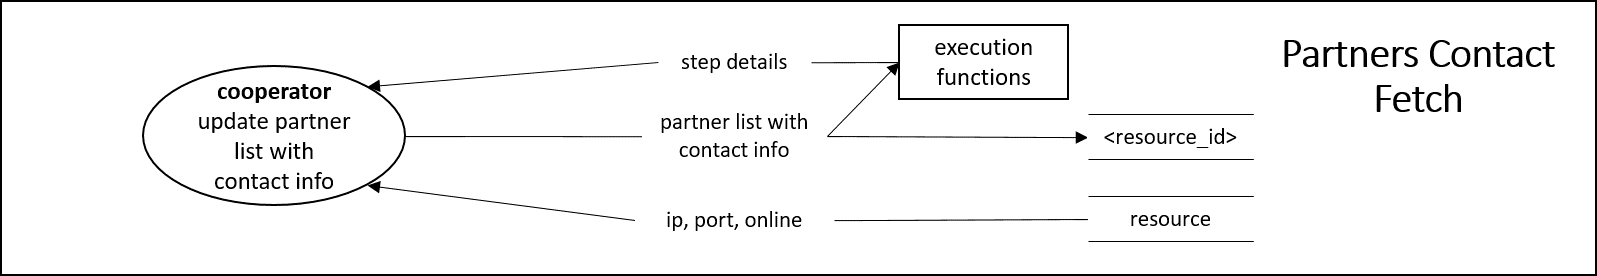 Partners Contact
Fetch
execution
functions
step details
cooperator
update partner
list with
contact info
partner list with
contact info
<resource_id>
ip, port, online
resource